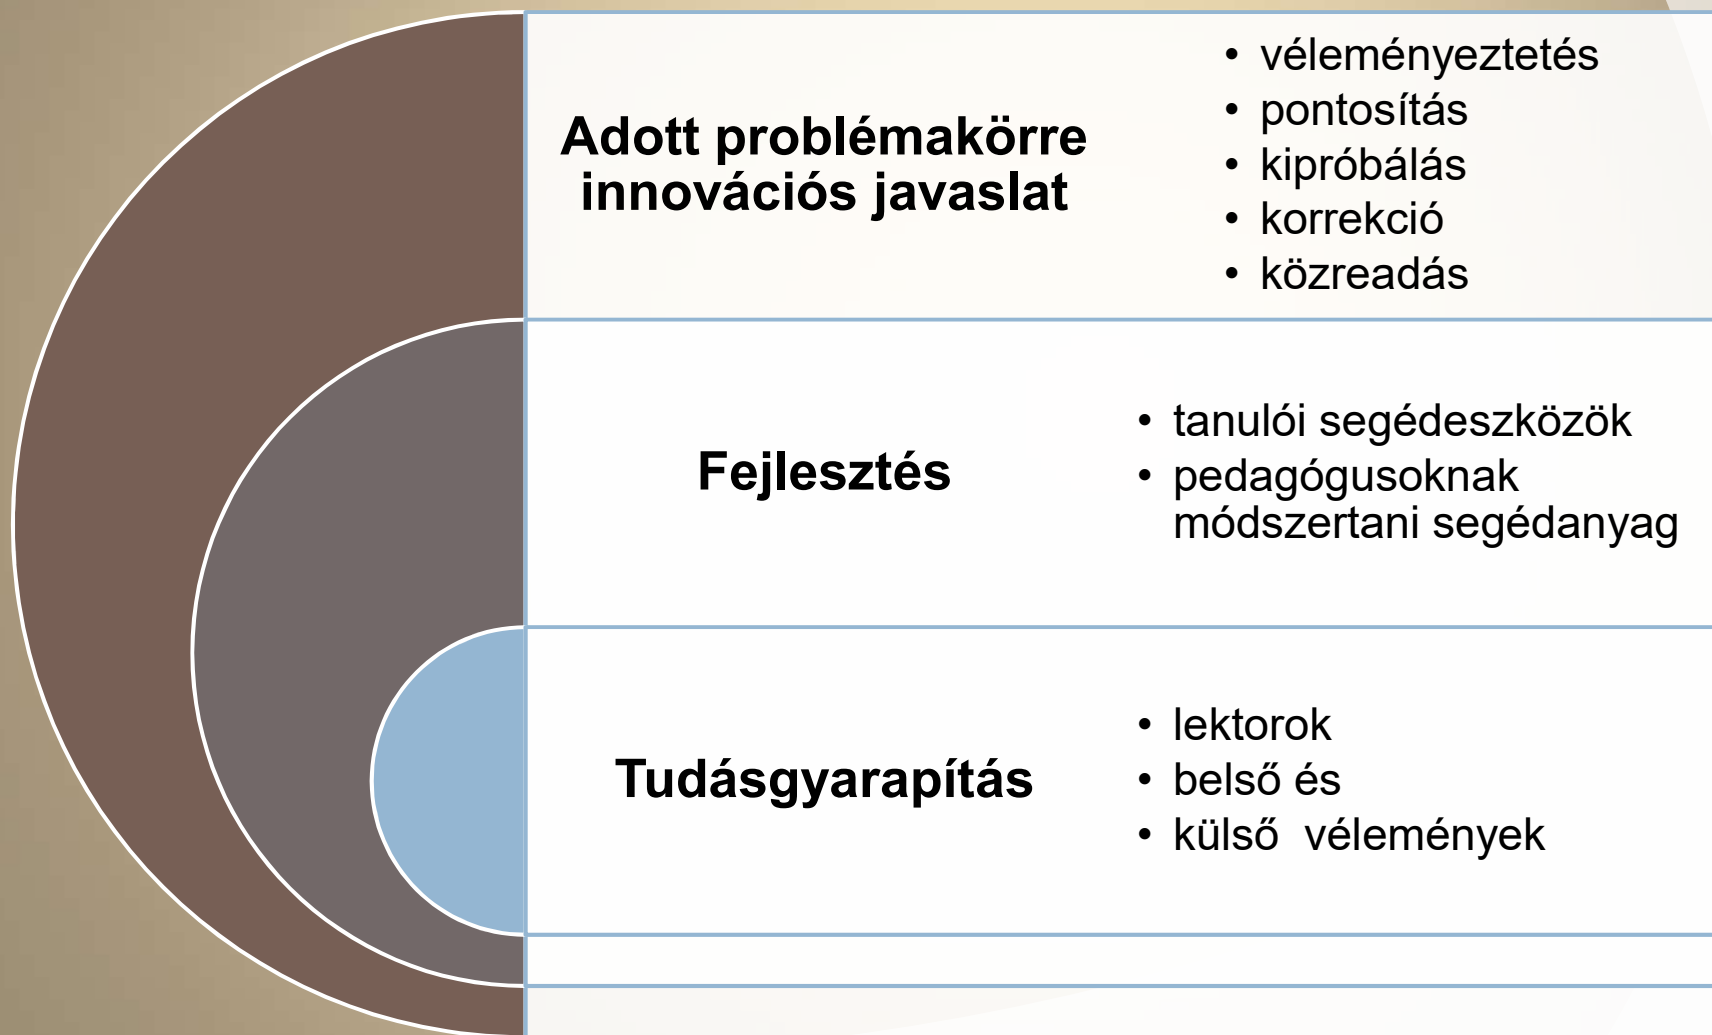 Adott problémakörre
innovációs javaslat
• véleményeztetés
• pontosítás
• kipróbálás
• korrekció
• közreadás
Fejlesztés
• tanulói segédeszközök
• pedagógusoknak
módszertani segédanyag
Tudásgyarapítás
• lektorok
• belső és
• külső  vélemények